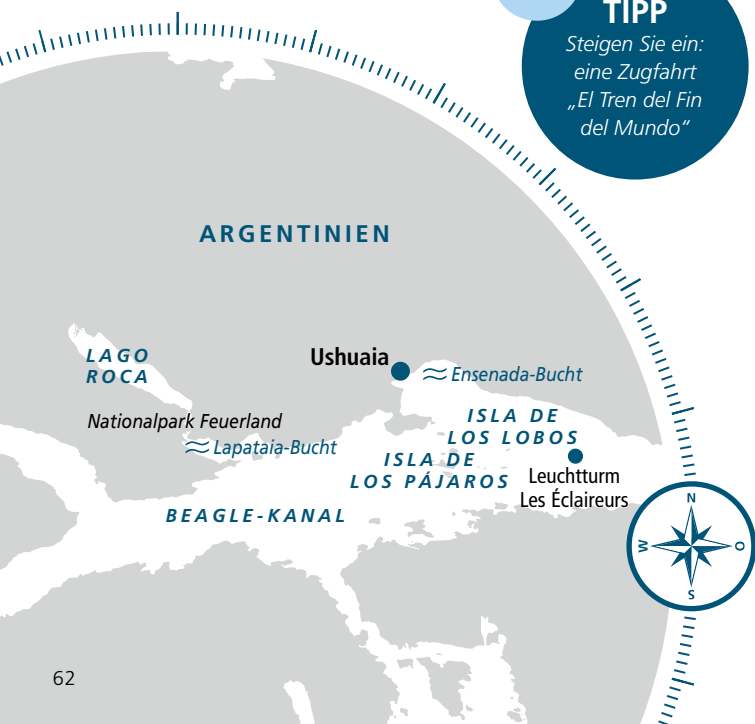 TIPP
Steigen Sie ein:
eine Zugfahrt
„El Tren del Fin
del Mundo“
ARGENTINIEN
LAGO
ROCA
Ushuaia
Ensenada-Bucht
Nationalpark Feuerland
Lapataia-Bucht
ISLA DE
LOS LOBOS
ISLA DE
LOS PÁJAROS
Leuchtturm
Les Éclaireurs
BEAGLE-KANAL
N
W
O
S
62